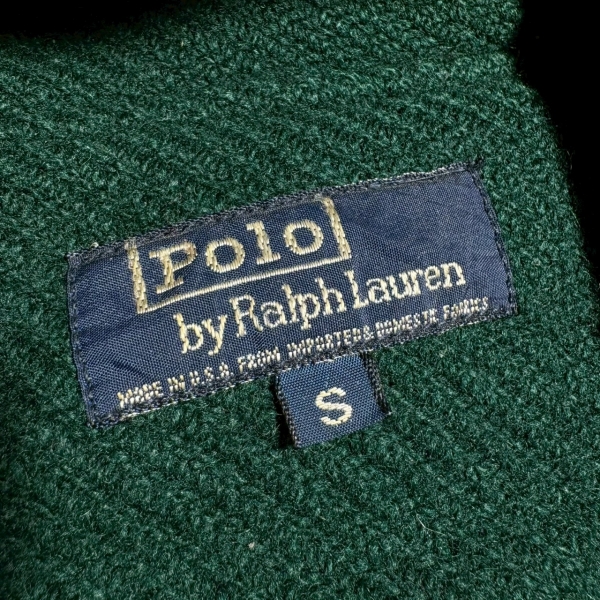 Polo
by Ralph Lauren
MADE IN U.S.A. FROM IMPORTED & DOMESTIC FABRICS
S